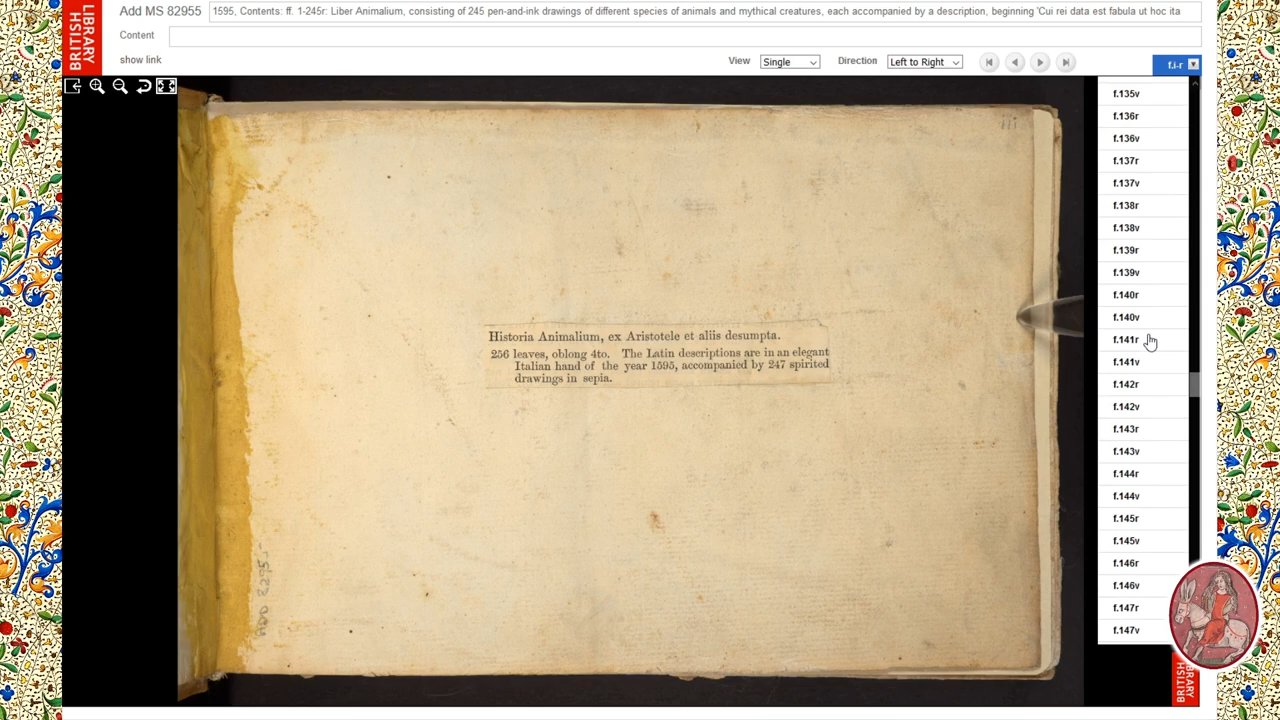 LIBRARY
BRITISH
Add MS 82955
1595, Contents: ff. 1-245r: Liber Animalium, consisting of 245 pen-and-ink drawings of different species of animals and mythical creatures, each accompanied by a description, beginning 'Cui rei data est fabula ut hoc ita
Content
show link
View
Single
Direction
Left to Right
f.i-r
iii
Historia Animalium, ex Aristotele et aliis desumpta.
256 leaves, oblong 4to. The Latin descriptions are in an elegant
Italian hand of the year 1595, accompanied by 247 spirited
drawings in sepia.
f.135v
f.136r
f.136v
f.137r
f.137v
f.138r
f.138v
f.139r
f.139v
f.140r
f.140v
f.141r
f.141v
f.142r
f.142v
f.143r
f.143v
f.144r
f.144v
f.145r
f.145v
f.146r
f.146v
f.147r
f.147v